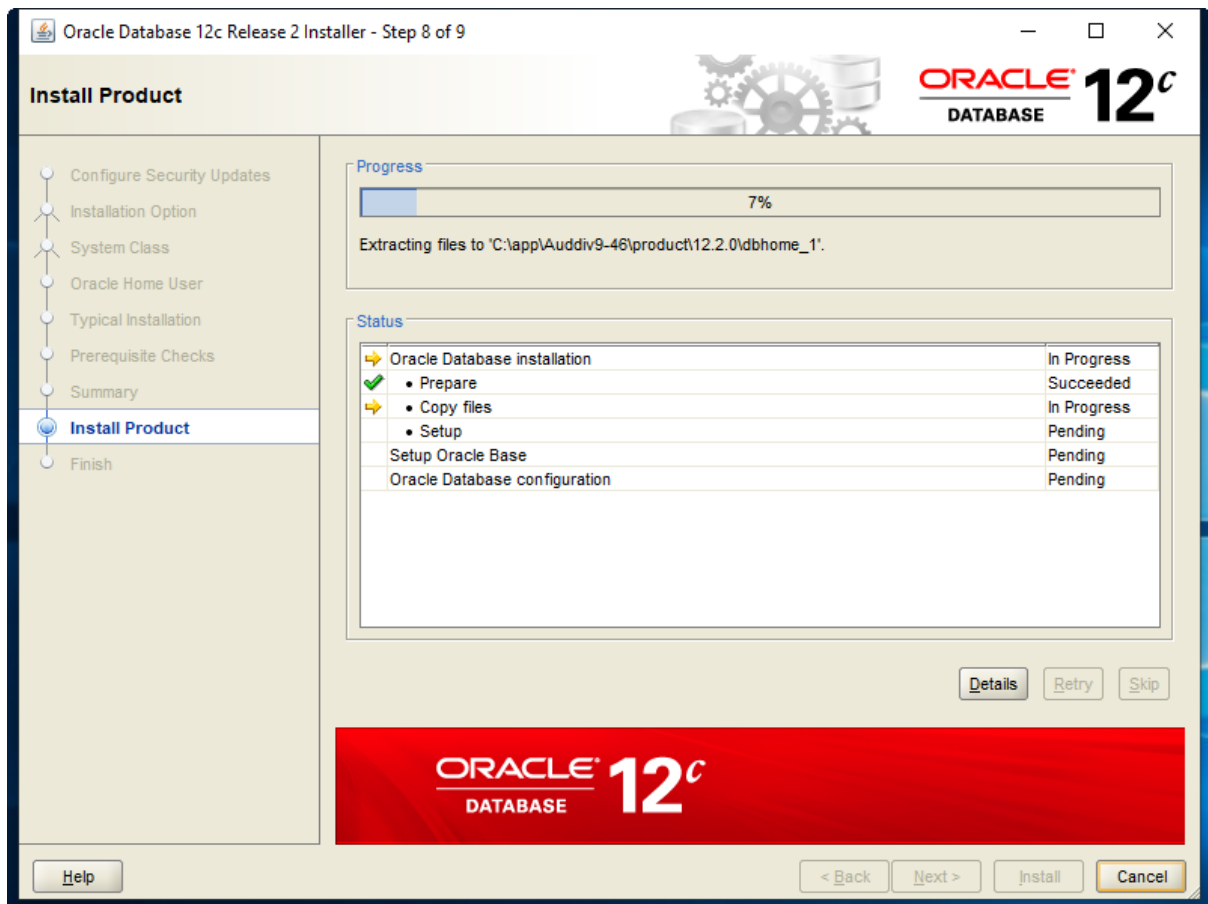 Oracle Database 12c Release 2 Installer - Step 8 of 9
Install Product
ORACLE® 12c
DATABASE
Configure Security Updates
Installation Option
System Class
Oracle Home User
Typical Installation
Prerequisite Checks
Summary
Install Product
Finish
Progress
7%
Extracting files to 'C:\app\Auddiv9-46\product\12.2.0\dbhome_1'.
Status
Oracle Database installation In Progress
• Prepare Succeeded
• Copy files In Progress
• Setup Pending
Setup Oracle Base Pending
Oracle Database configuration Pending
Details Retry Skip
ORACLE® 12c
DATABASE
Help < Back Next > Install Cancel